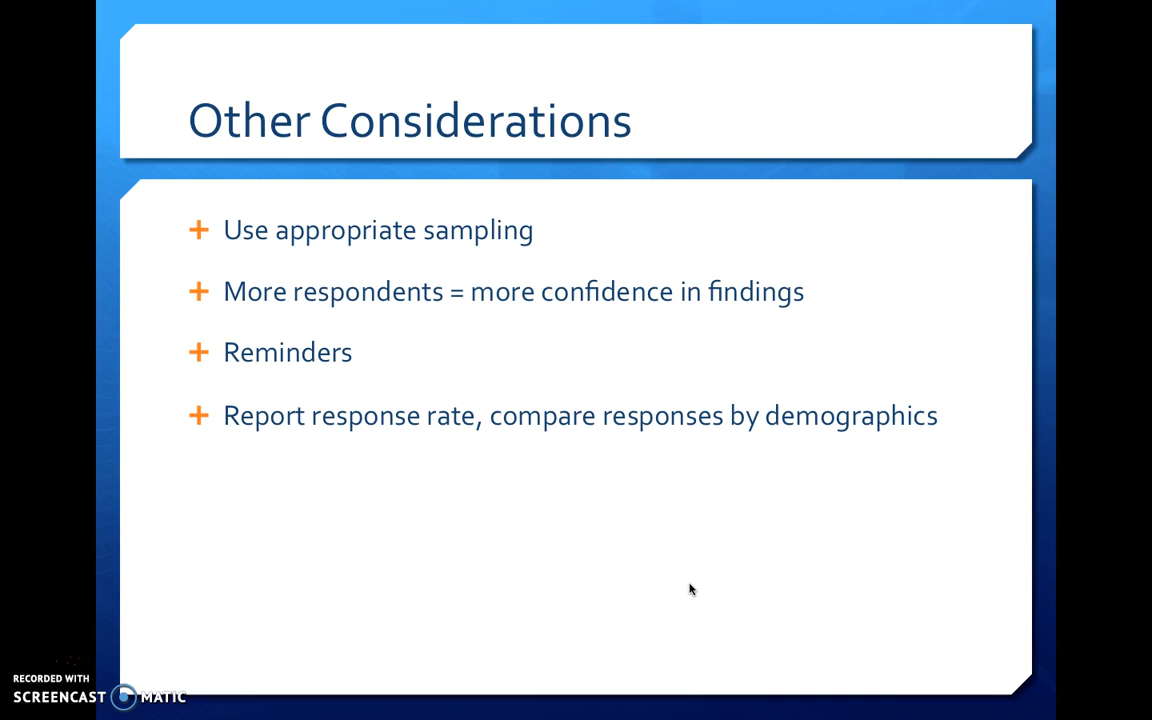 Other Considerations
Use appropriate sampling
More respondents = more confidence in findings
Reminders
Report response rate, compare responses by demographics
RECORDED WITH
SCREENCAST MATIC